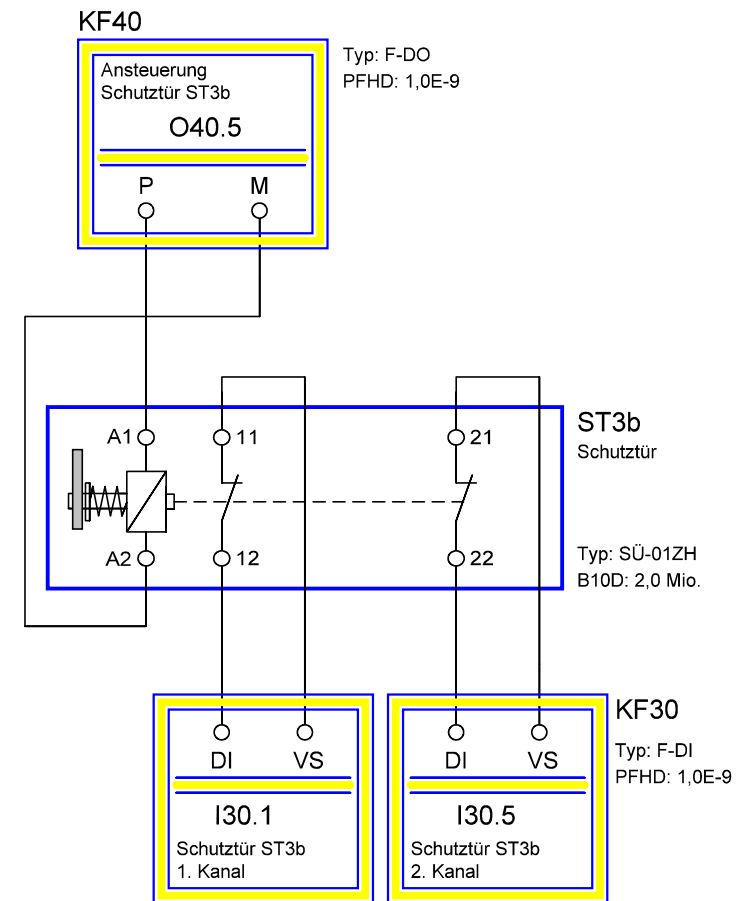 KF40
Typ: F-DO
PFHD: 1,0E-9
Ansteuerung
Schutztür ST3b
O40.5
P M
A1 11 21
ST3b
Schutztür
A2 12 22
Typ: SÜ-01ZH
B10D: 2,0 Mio.
KF30
Typ: F-DI
PFHD: 1,0E-9
DI VS
I30.1
Schutztür ST3b
1. Kanal
DI VS
I30.5
Schutztür ST3b
2. Kanal